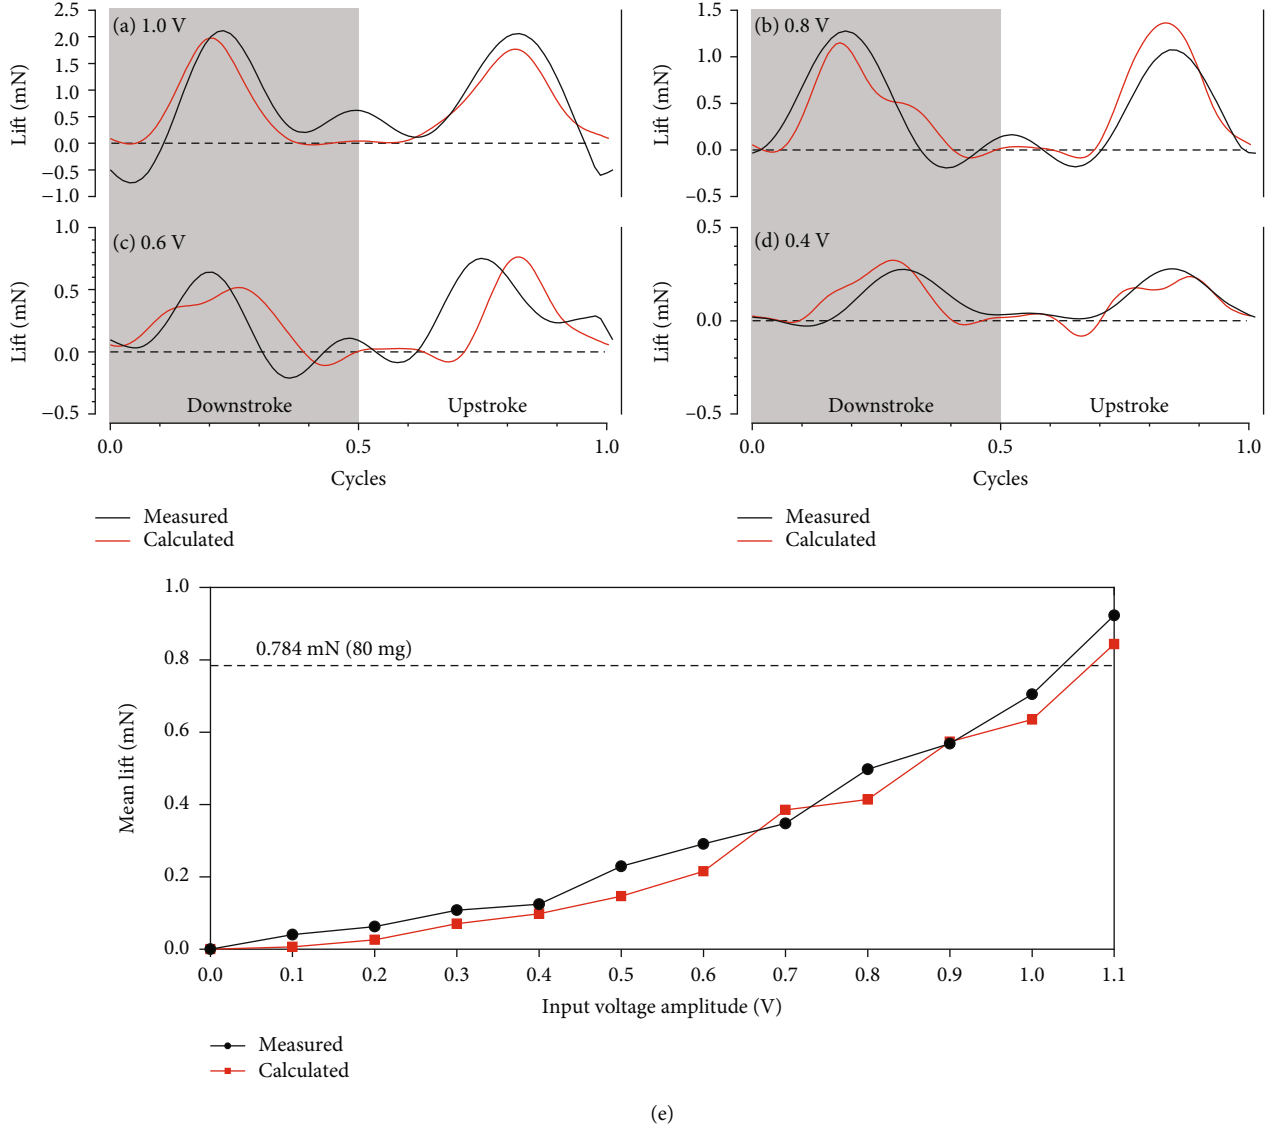 (a) 1.0 V
2.5
2.0
1.5
1.0
0.5
0.0
−0.5
−1.0
Lift (mN)
(b) 0.8 V
1.5
1.0
0.5
0.0
−0.5
Lift (mN)
(c) 0.6 V
1.0
0.5
0.0
−0.5
Lift (mN)
Downstroke
Upstroke
0.0
0.5
1.0
Cycles
Measured
Calculated
(d) 0.4 V
0.5
0.0
−0.5
Lift (mN)
Downstroke
Upstroke
0.0
0.5
1.0
Cycles
Measured
Calculated
1.0
0.8
0.6
0.4
0.2
0.0
Mean lift (mN)
0.784 mN (80 mg)
0.0 0.1 0.2 0.3 0.4 0.5 0.6 0.7 0.8 0.9 1.0 1.1
Input voltage amplitude (V)
Measured
Calculated
(e)